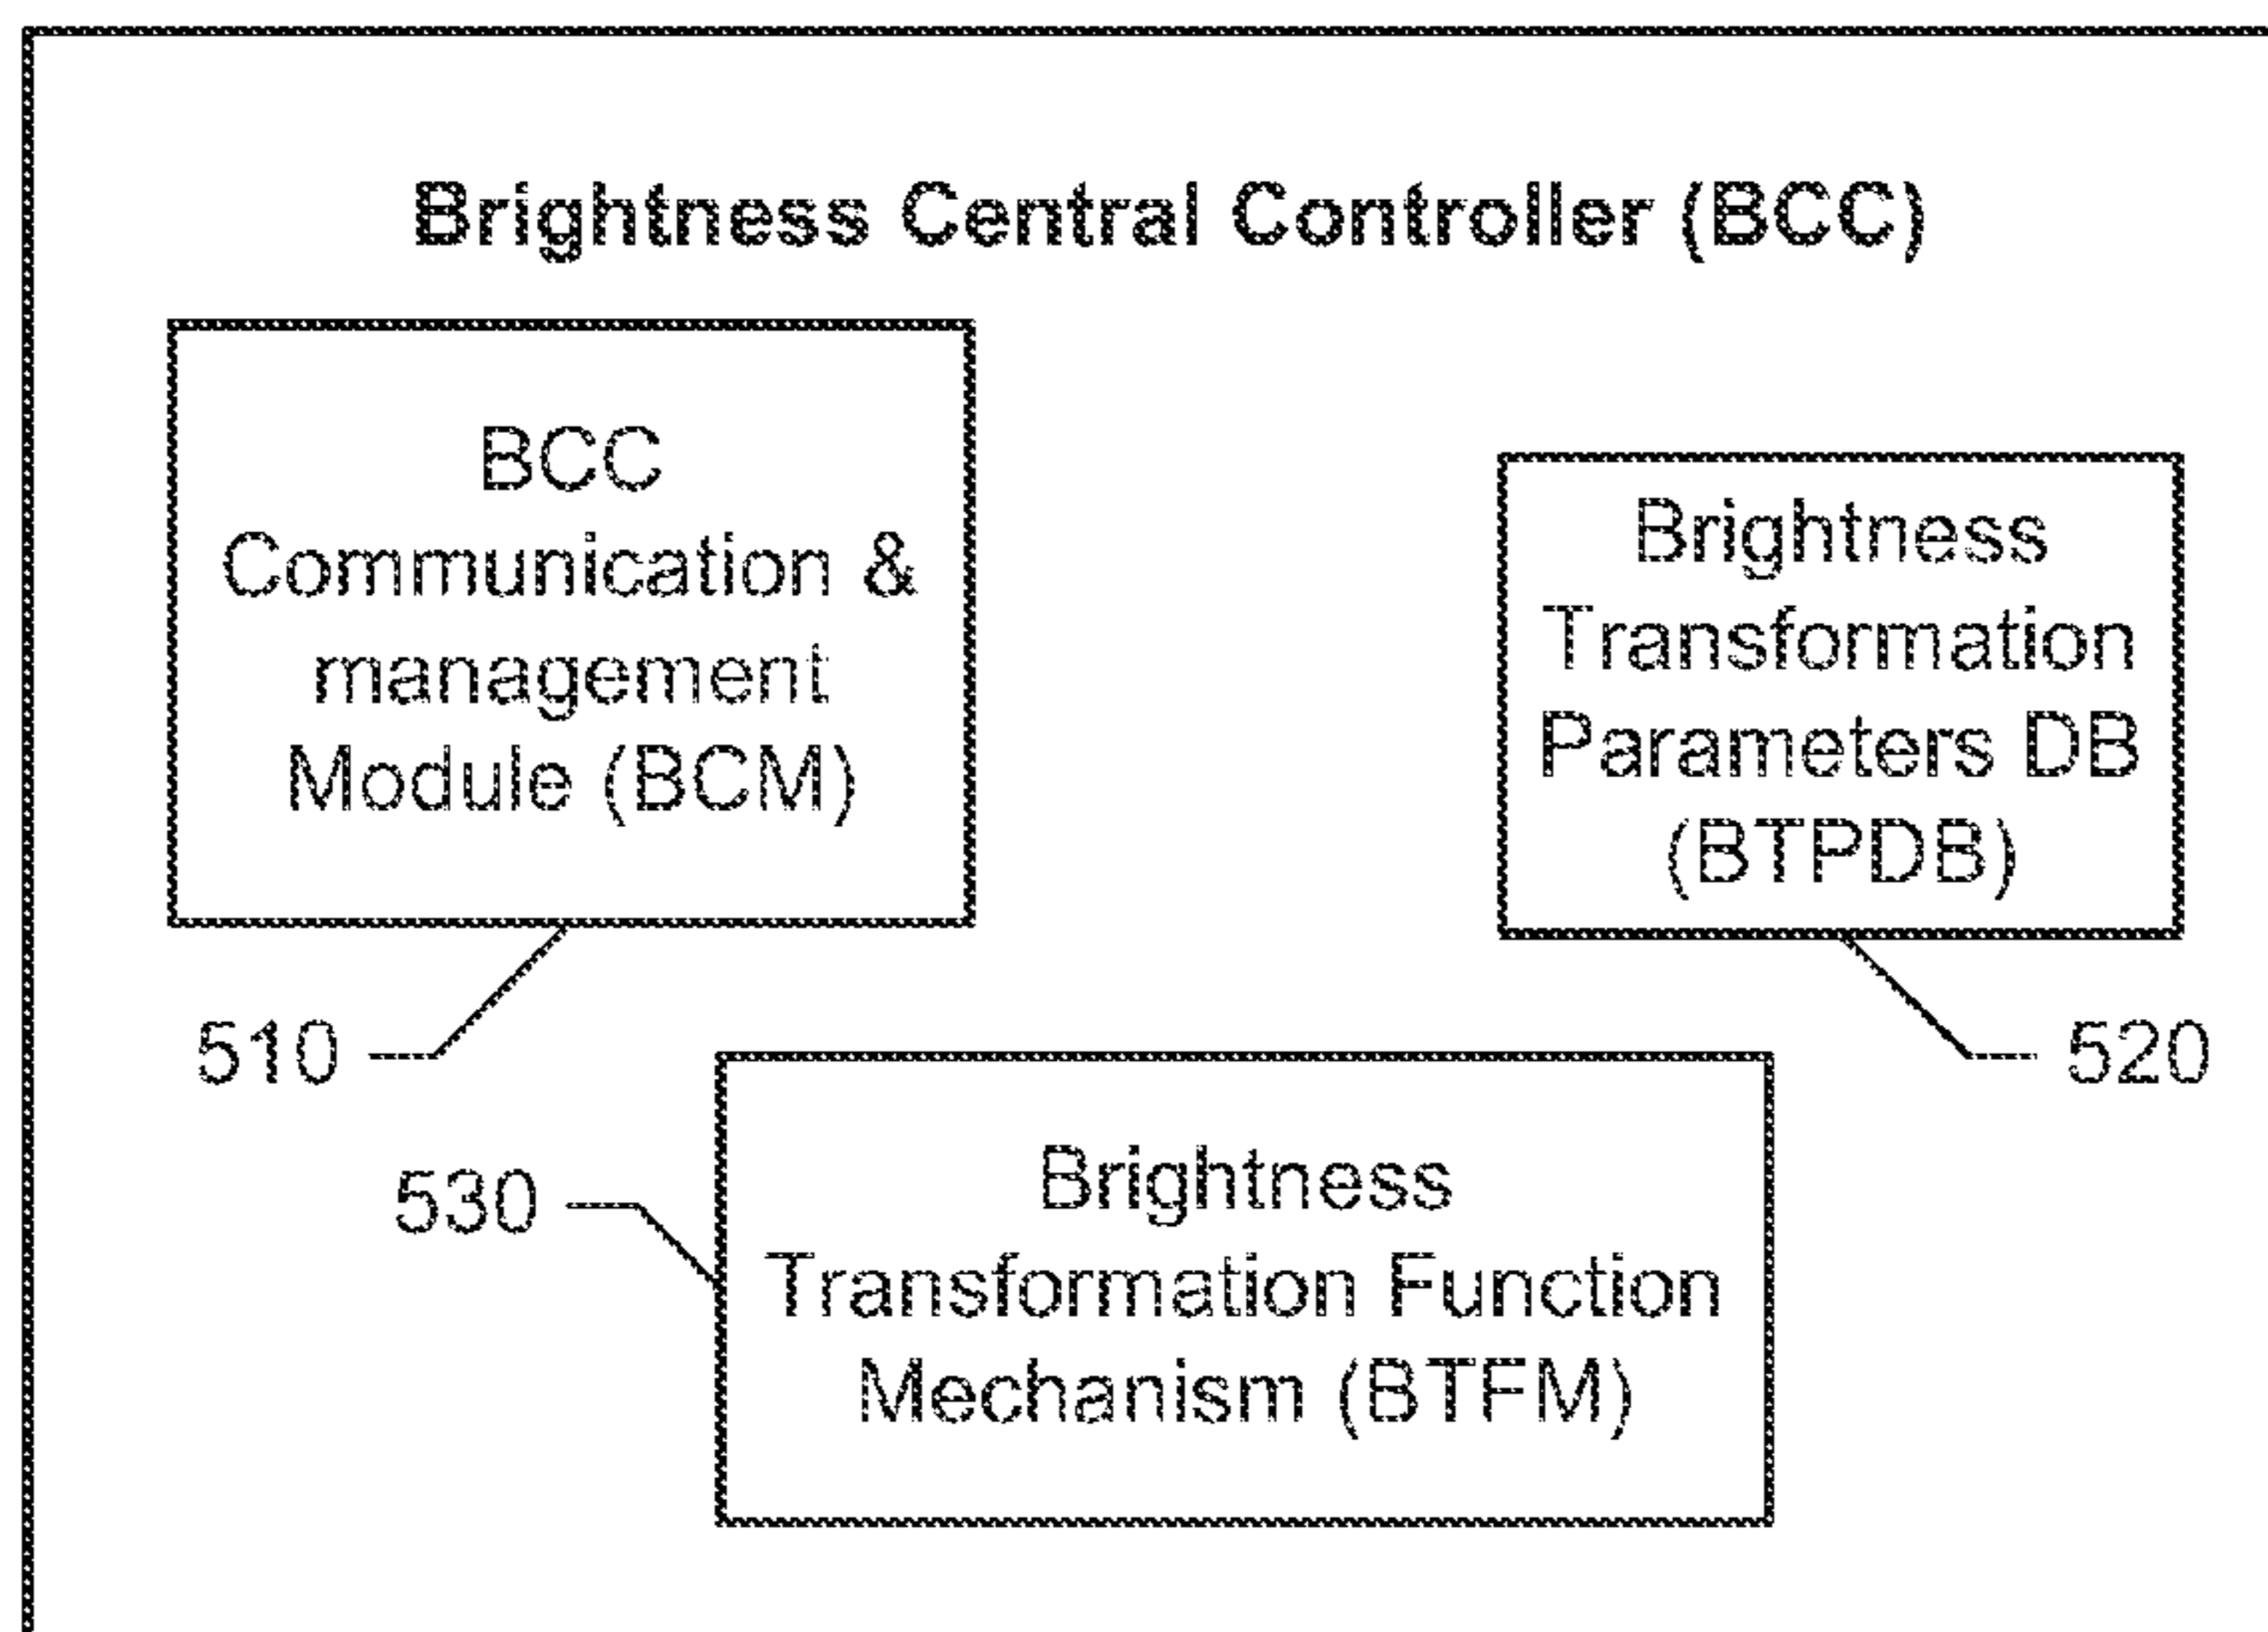 Brightness Central Controller (BCC)
BCC
Communication &
management
Module (BCM)
Brightness
Transformation
Parameters DB
(BTPDB)
510
520
530
Brightness
Transformation Function
Mechanism (BTFM)